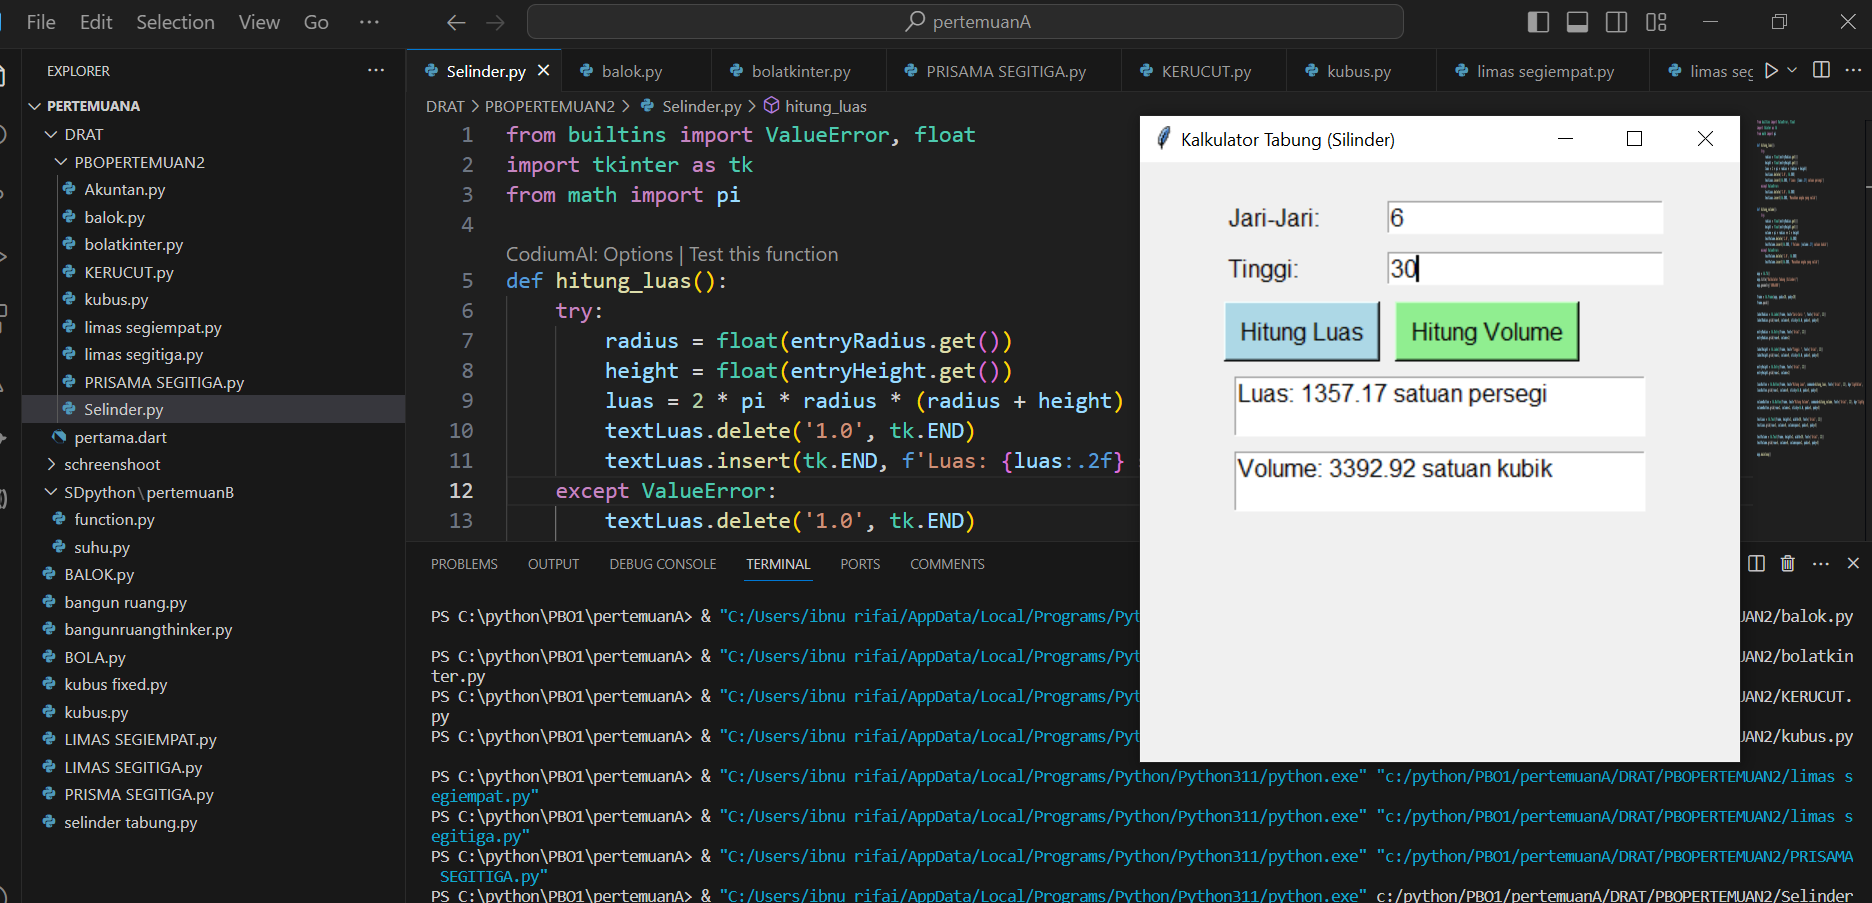 File Edit Selection View Go ···
pertemuanA
EXPLORER
PERTEMUANA
DRAT
PBOPERTEMUAN2
Akuntan.py
balok.py
bolatkinter.py
KERUCUT.py
kubus.py
limas segiempat.py
limas segitiga.py
PRISAMA SEGITIGA.py
Selinder.py
pertama.dart
schreenshoot
SDpython\pertemuanB
function.py
suhu.py
BALOK.py
bangun ruang.py
bangunruangthinker.py
BOLA.py
kubus fixed.py
kubus.py
LIMAS SEGIEMPAT.py
LIMAS SEGITIGA.py
PRISMA SEGITIGA.py
selinder tabung.py
Selinder.py balok.py bolatkinter.py PRISAMA SEGITIGA.py KERUCUT.py kubus.py limas segiempat.py limas seg
DRAT > PBOPERTEMUAN2 > Selinder.py > hitung_luas
1 from builtins import ValueError, float
2 import tkinter as tk
3 from math import pi
4
CodiumAI: Options | Test this function
5 def hitung_luas():
6 try:
7 radius = float(entryRadius.get())
8 height = float(entryHeight.get())
9 luas = 2 * pi * radius * (radius + height)
10 textLuas.delete('1.0', tk.END)
11 textLuas.insert(tk.END, f'Luas: {luas:.2f}
12 except ValueError:
13 textLuas.delete('1.0', tk.END)
Kalkulator Tabung (Silinder)
Jari-Jari: 6
Tinggi: 30
Hitung Luas Hitung Volume
Luas: 1357.17 satuan persegi
Volume: 3392.92 satuan kubik
PROBLEMS OUTPUT DEBUG CONSOLE TERMINAL PORTS COMMENTS
PS C:\python\PBO1\pertemuanA> & "C:/Users/ibnu rifai/AppData/Local/Programs/Pyt UAN2/balok.py
PS C:\python\PBO1\pertemuanA> & "C:/Users/ibnu rifai/AppData/Local/Programs/Pyt UAN2/bolatkin
ter.py
PS C:\python\PBO1\pertemuanA> & "C:/Users/ibnu rifai/AppData/Local/Programs/Pyt UAN2/KERUCUT.
py
PS C:\python\PBO1\pertemuanA> & "C:/Users/ibnu rifai/AppData/Local/Programs/Pyt UAN2/kubus.py
PS C:\python\PBO1\pertemuanA> & "C:/Users/ibnu rifai/AppData/Local/Programs/Python/Python311/python.exe" "c:/python/PBO1/pertemuanA/DRAT/PBOPERTEMUAN2/limas s
egiempat.py"
PS C:\python\PBO1\pertemuanA> & "C:/Users/ibnu rifai/AppData/Local/Programs/Python/Python311/python.exe" "c:/python/PBO1/pertemuanA/DRAT/PBOPERTEMUAN2/limas s
egitiga.py"
PS C:\python\PBO1\pertemuanA> & "C:/Users/ibnu rifai/AppData/Local/Programs/Python/Python311/python.exe" "c:/python/PBO1/pertemuanA/DRAT/PBOPERTEMUAN2/PRISAMA
SEGITIGA.py"
PS C:\python\PBO1\pertemuanA> & "C:/Users/ibnu rifai/AppData/Local/Programs/Python/Python311/python.exe" c:/python/PBO1/pertemuanA/DRAT/PBOPERTEMUAN2/Selinder